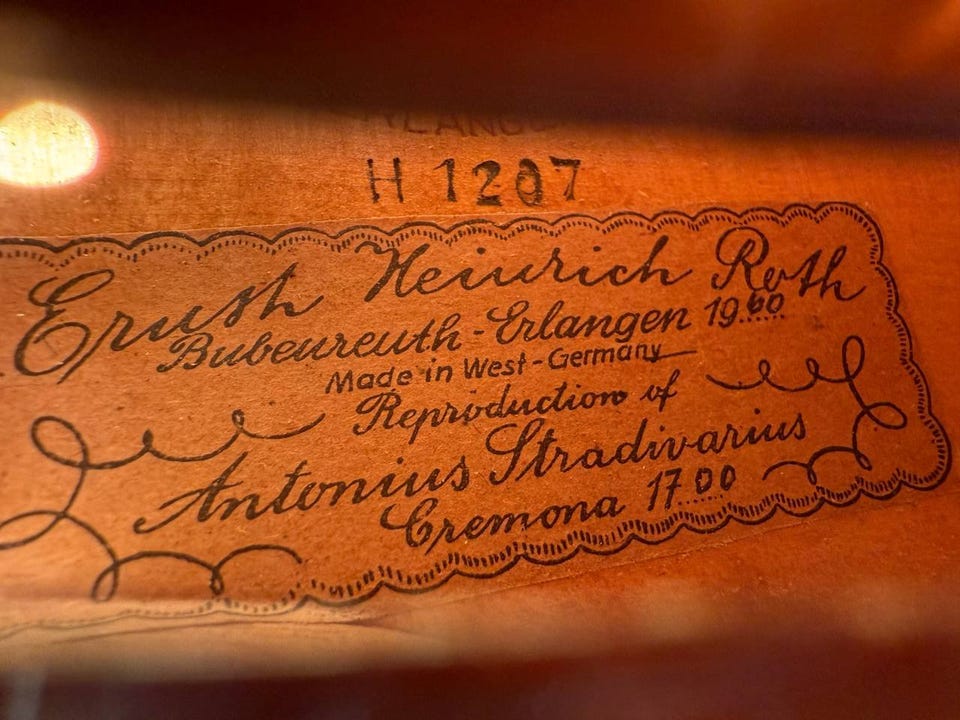 H 1207
Ernst Heinrich Roth
Bubenreuth-Erlangen 1960
Made in West-Germany
Reproduction of
Antonius Stradivarius
Cremona 1700